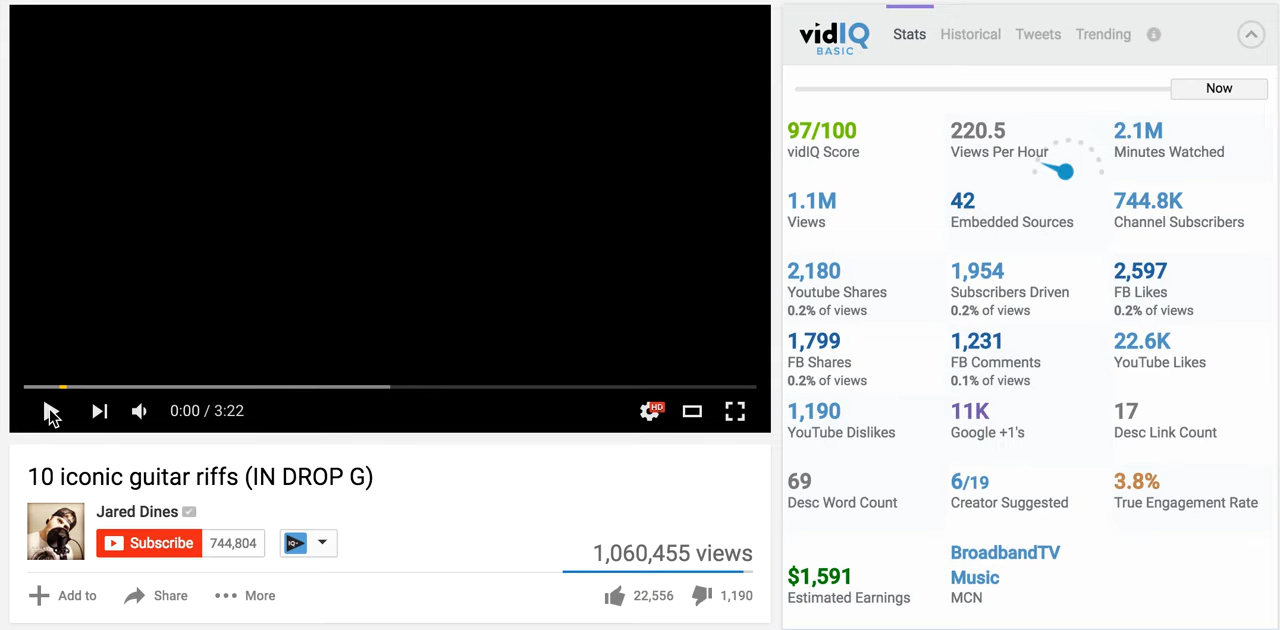 HD
0:00 / 3:22
10 iconic guitar riffs (IN DROP G)
Jared Dines
Subscribe 744,804
IQ
1,060,455 views
Add to Share More
22,556 1,190
vidIQ
BASIC
Stats Historical Tweets Trending
Now
97/100 220.5 2.1M
vidIQ Score Views Per Hour Minutes Watched
1.1M 42 744.8K
Views Embedded Sources Channel Subscribers
2,180 1,954 2,597
Youtube Shares Subscribers Driven FB Likes
0.2% of views 0.2% of views 0.2% of views
1,799 1,231 22.6K
FB Shares FB Comments YouTube Likes
0.2% of views 0.1% of views
1,190 11K 17
YouTube Dislikes Google +1's Desc Link Count
69 6/19 3.8%
Desc Word Count Creator Suggested True Engagement Rate
BroadbandTV
$1,591 Music
Estimated Earnings MCN